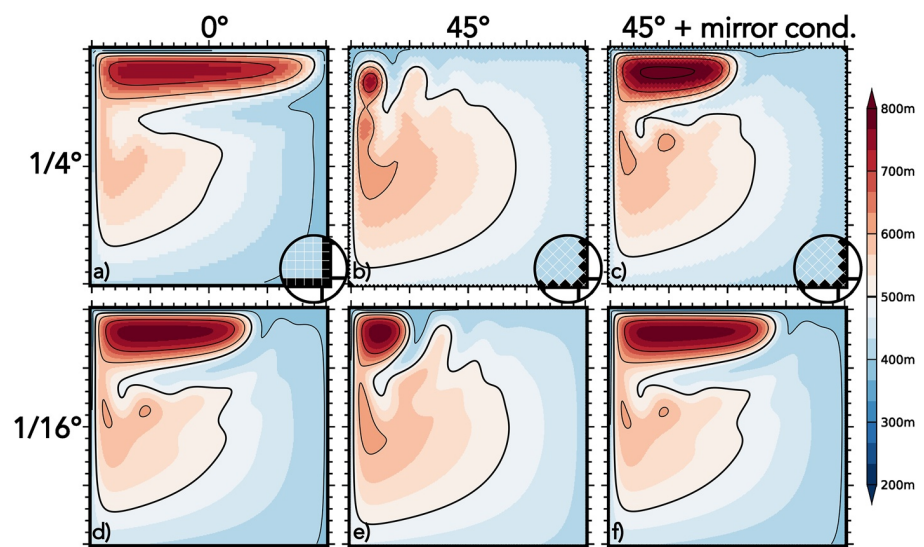 0°
45°
45° + mirror cond.
1/4°
a)
b)
c)
1/16°
d)
e)
f)
800m
700m
600m
500m
400m
300m
200m